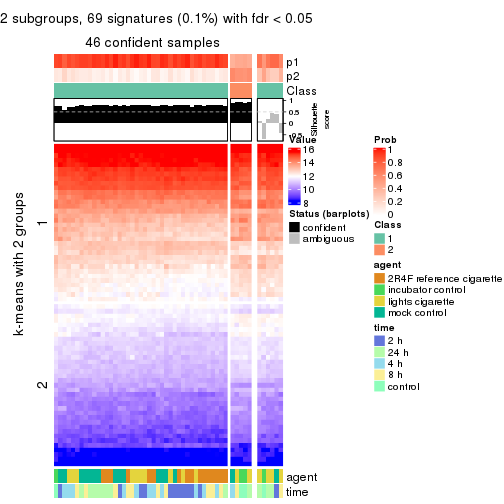 2 subgroups, 69 signatures (0.1%) with fdr < 0.05
46 confident samples
p1
p2
Class
1
0.5
0
-0.5
Silhouette
score
k-means with 2 groups
1
2
agent
time
Value
16
14
12
10
8
Status (barplots)
confident
ambiguous
Prob
1
0.8
0.6
0.4
0.2
0
Class
1
2
agent
2R4F reference cigarette
incubator control
lights cigarette
mock control
time
2 h
24 h
4 h
8 h
control